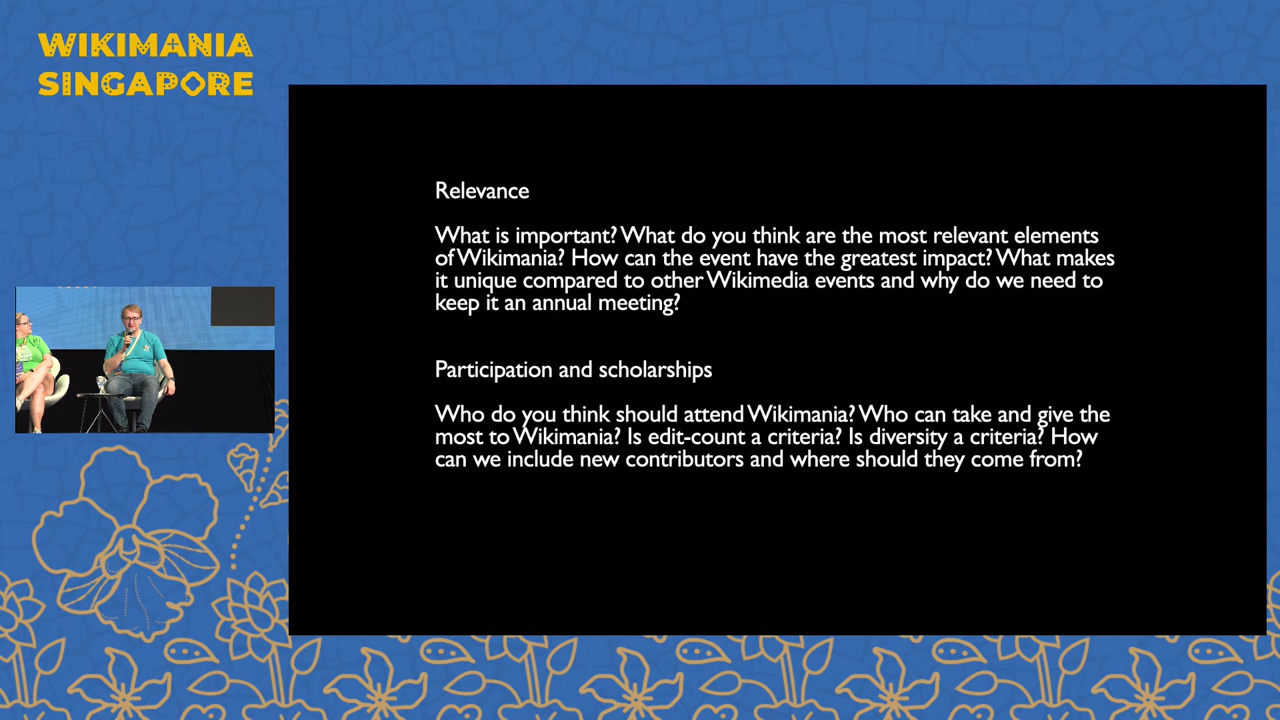 WIKIMANIA
SINGAPORE
Relevance
What is important? What do you think are the most relevant elements
of Wikimania? How can the event have the greatest impact? What makes
it unique compared to other Wikimedia events and why do we need to
keep it an annual meeting?
Participation and scholarships
Who do you think should attend Wikimania? Who can take and give the
most to Wikimania? Is edit-count a criteria? Is diversity a criteria? How
can we include new contributors and where should they come from?